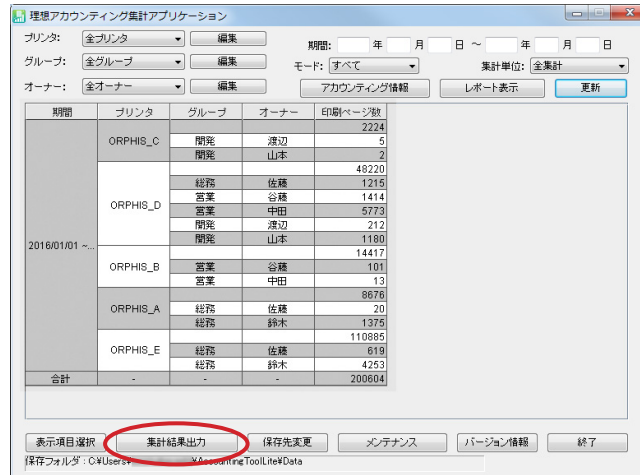 理想アカウンティング集計アプリケーション
プリンタ: 全プリンタ 編集 期間: 年 月 日 ~ 年 月 日
グループ: 全グループ 編集 モード: すべて 集計単位: 全集計
オーナー: 全オーナー 編集 アカウンティング情報 レポート表示 更新
期間 プリンタ グループ オーナー 印刷ページ数
2016/01/01 ~...
ORPHIS_C
2224
開発 渡辺 5
開発 山本 2
ORPHIS_D
48220
総務 佐藤 1215
営業 谷藤 1414
営業 中田 5773
開発 渡辺 212
開発 山本 1180
ORPHIS_B
14417
営業 谷藤 101
営業 中田 13
ORPHIS_A
8676
総務 佐藤 20
総務 鈴木 1375
ORPHIS_E
110885
総務 佐藤 619
総務 鈴木 4253
合計 - - - 200604
表示項目選択 集計結果出力 保存先変更 メンテナンス バージョン情報 終了
保存フォルダ : C:¥Users¥ ¥AccountingToolLite¥Data